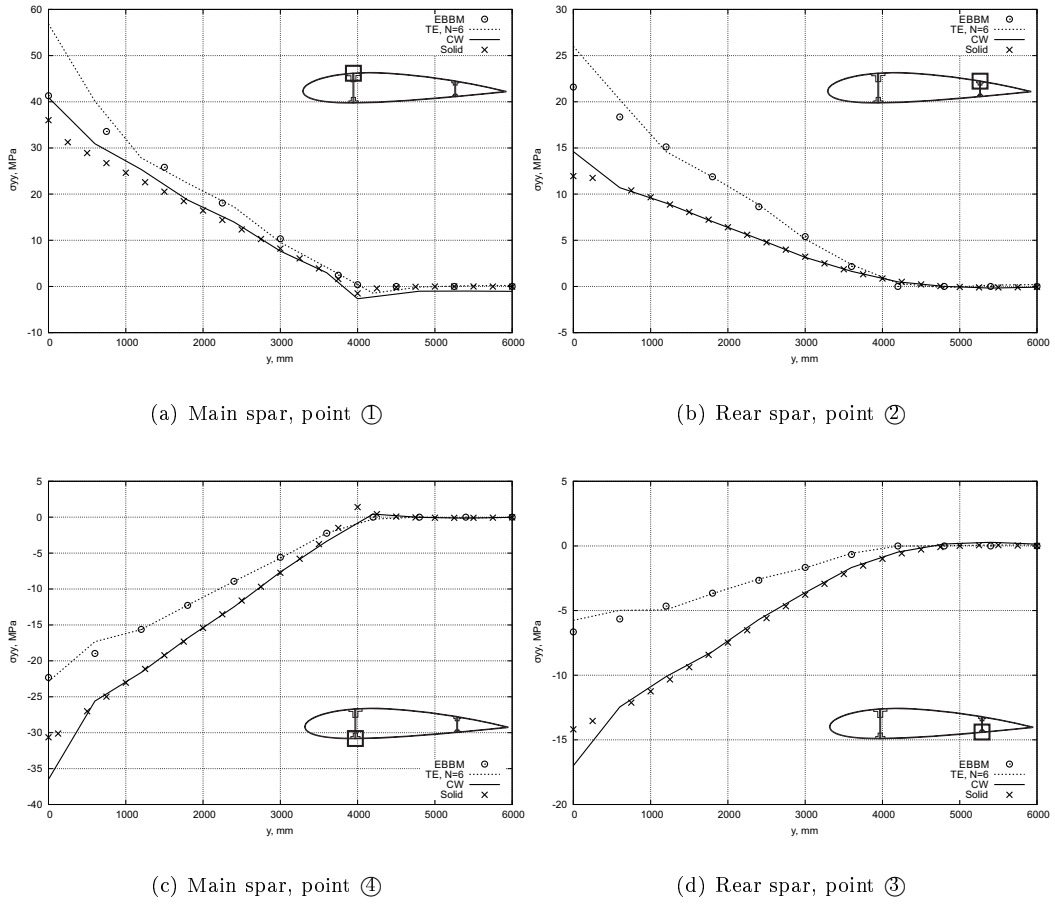 60
50
40
30
20
10
0
-10
0 1000 2000 3000 4000 5000 6000
σyy, MPa
y, mm
EBBM
TE, N=6
CW
Solid
(a) Main spar, point ①
30
25
20
15
10
5
0
-5
0 1000 2000 3000 4000 5000 6000
σyy, MPa
y, mm
EBBM
TE, N=6
CW
Solid
(b) Rear spar, point ②
5
0
-5
-10
-15
-20
-25
-30
-35
-40
0 1000 2000 3000 4000 5000 6000
σyy, MPa
y, mm
EBBM
TE, N=6
CW
Solid
(c) Main spar, point ④
5
0
-5
-10
-15
-20
0 1000 2000 3000 4000 5000 6000
σyy, MPa
y, mm
EBBM
TE, N=6
CW
Solid
(d) Rear spar, point ③